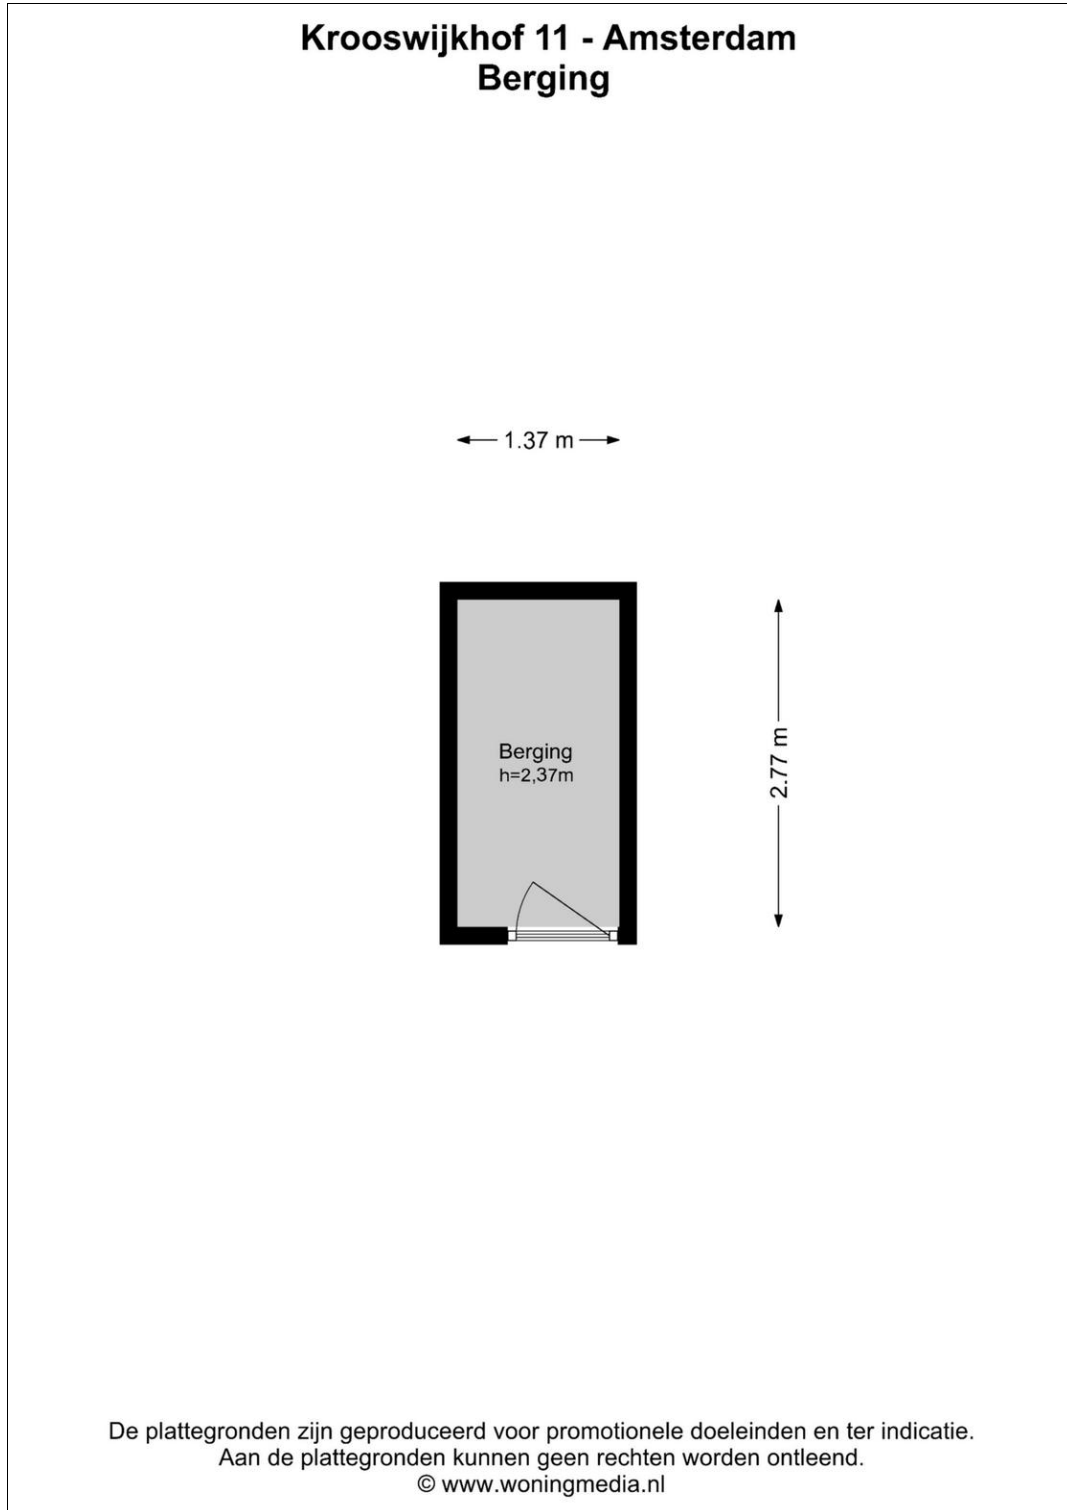 Krooswijkhof 11 - Amsterdam
Berging
1.37 m
2.77 m
Berging
h=2,37m
De plattegronden zijn geproduceerd voor promotionele doeleinden en ter indicatie.
Aan de plattegronden kunnen geen rechten worden ontleend.
© www.woningmedia.nl